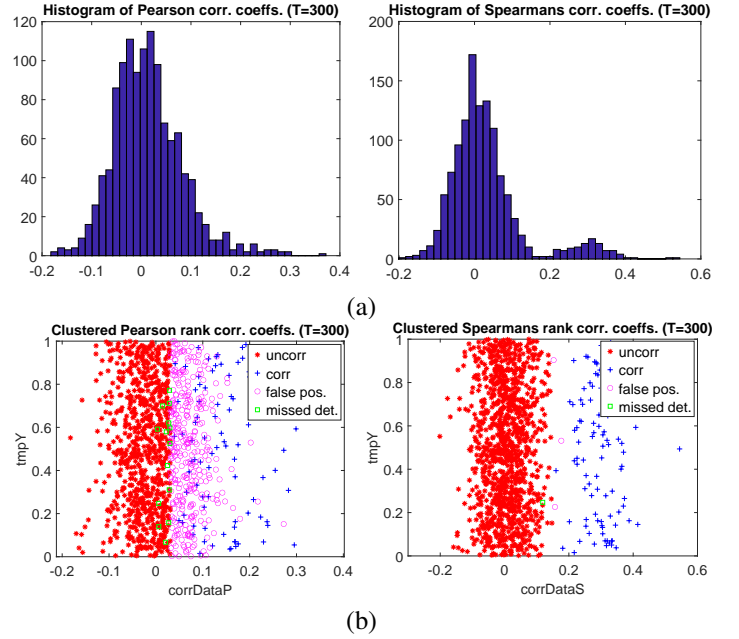 Histogram of Pearson corr. coeffs. (T=300)
120
100
80
60
40
20
0
-0.2 -0.1 0 0.1 0.2 0.3 0.4
Histogram of Spearmans corr. coeffs. (T=300)
200
150
100
50
0
-0.2 0 0.2 0.4 0.6
(a)
Clustered Pearson rank corr. coeffs. (T=300)
uncorr
corr
false pos.
missed det.
1
0.8
0.6
0.4
0.2
0
tmpY
-0.2 -0.1 0 0.1 0.2 0.3 0.4
corrDataP
Clustered Spearmans rank corr. coeffs. (T=300)
uncorr
corr
false pos.
missed det.
1
0.8
0.6
0.4
0.2
0
tmpY
-0.2 0 0.2 0.4 0.6
corrDataS
(b)